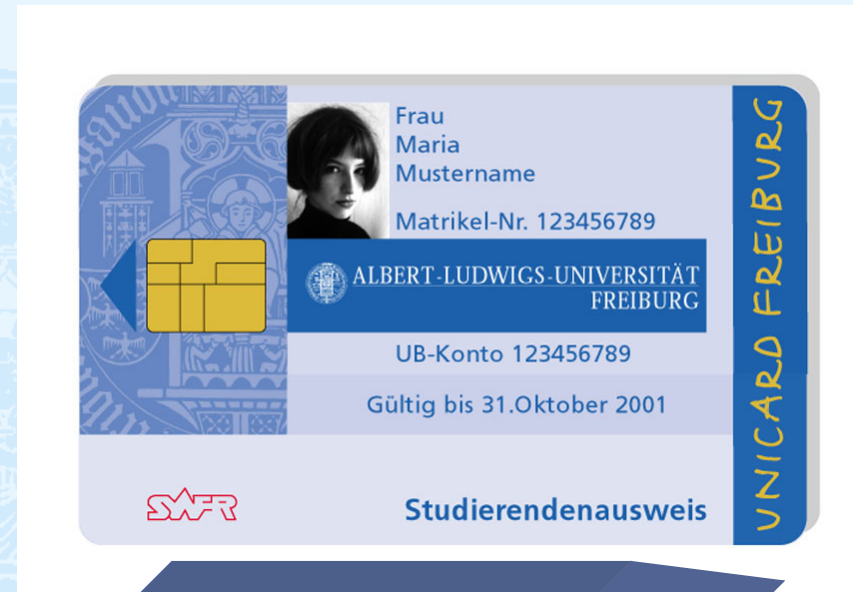 Frau
Maria
Mustername
Matrikel-Nr. 123456789
ALBERT-LUDWIGS-UNIVERSITÄT
FREIBURG
UB-Konto 123456789
Gültig bis 31.Oktober 2001
SWFR
Studierendenausweis
UNICARD FREIBURG